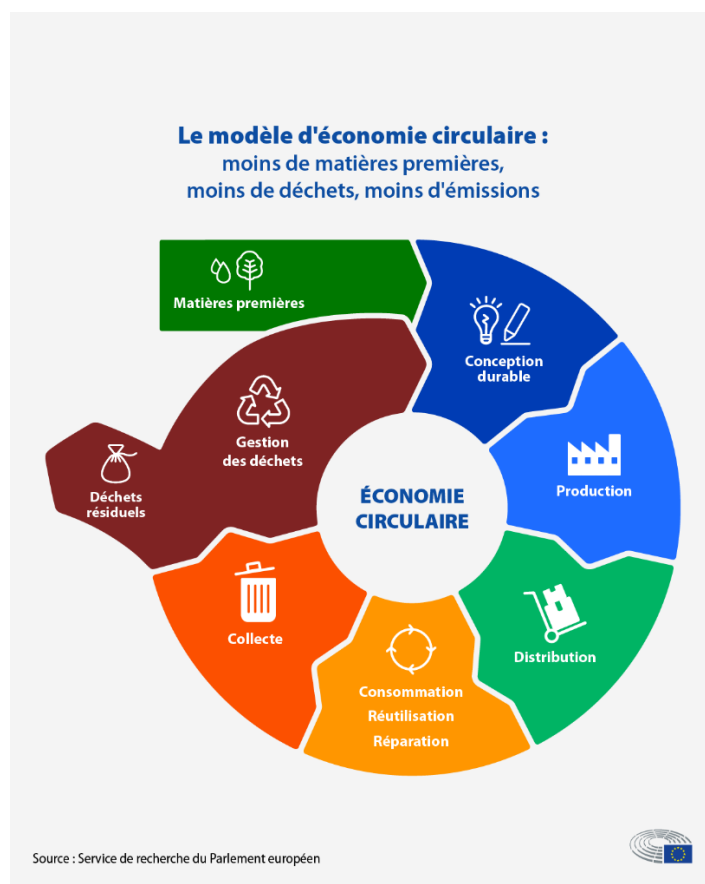 Le modèle d'économie circulaire :
moins de matières premières,
moins de déchets, moins d'émissions
Matières premières
Conception
durable
Production
Distribution
Consommation
Réutilisation
Réparation
Collecte
Gestion
des déchets
Déchets
résiduels
ÉCONOMIE
CIRCULAIRE
Source : Service de recherche du Parlement européen